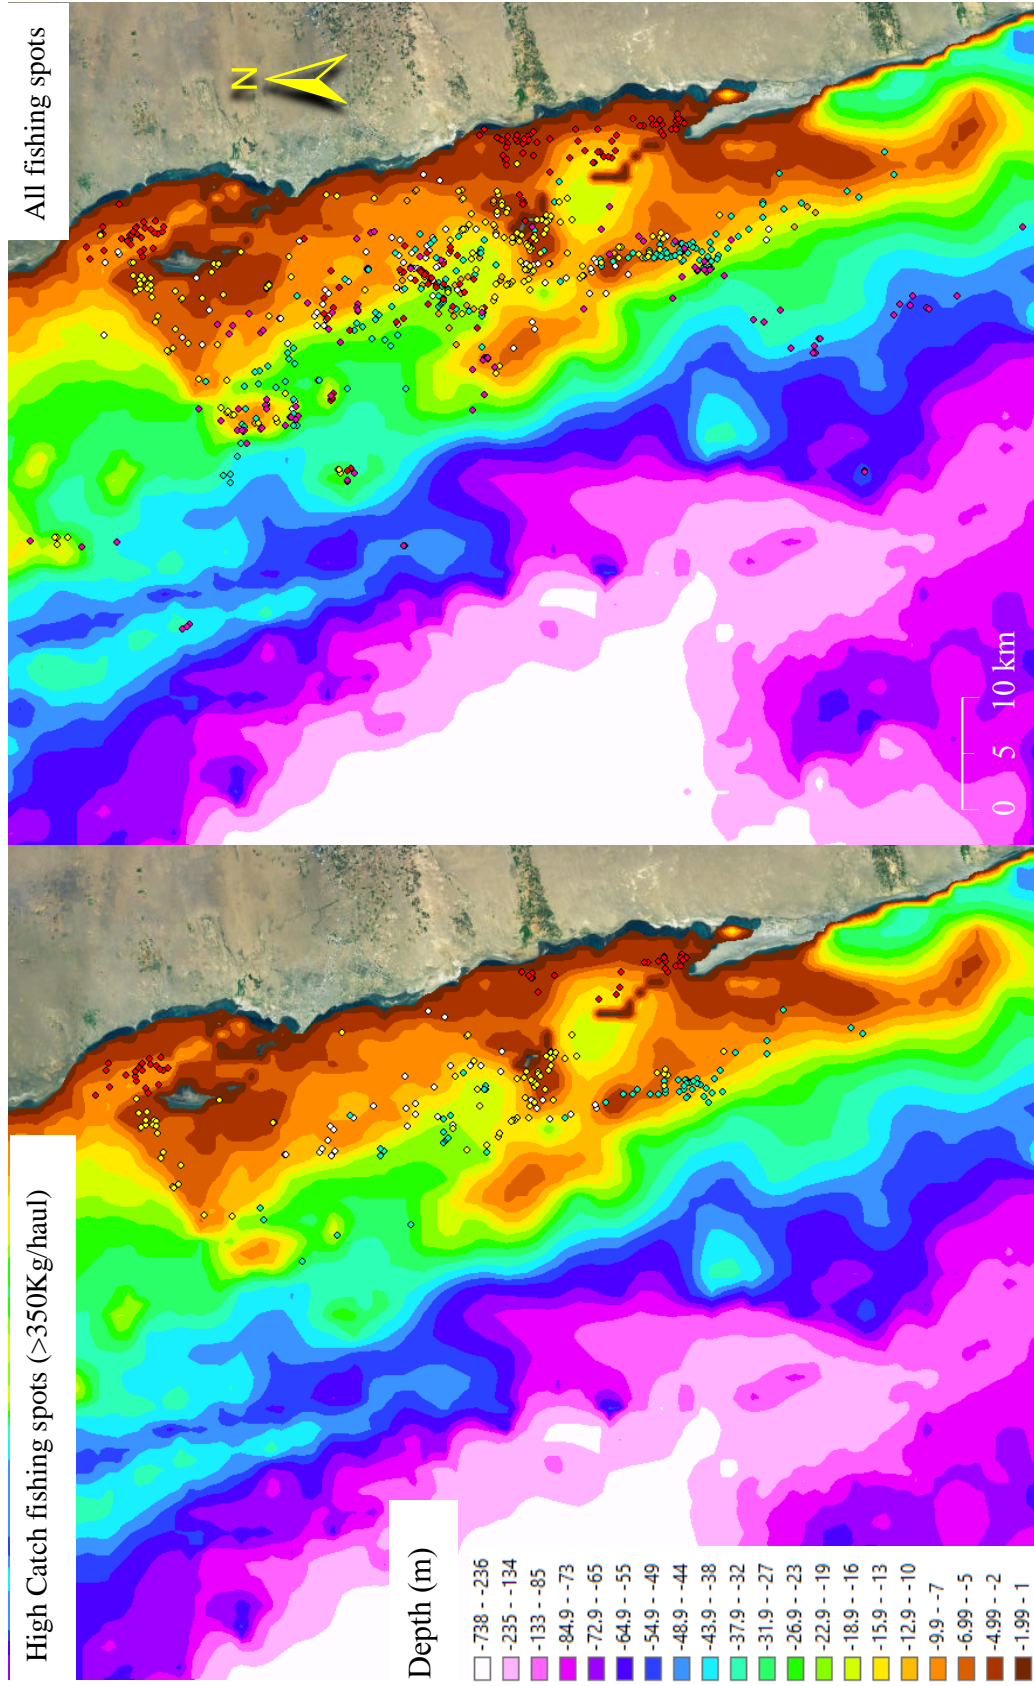 High Catch fishing spots (>350Kg/haul)
All fishing spots
N
Depth (m)
-738 - -236
-235 - -134
-133 - -85
-84.9 - -73
-72.9 - -65
-64.9 - -55
-54.9 - -49
-48.9 - -44
-43.9 - -38
-37.9 - -32
-31.9 - -27
-26.9 - -23
-22.9 - -19
-18.9 - -16
-15.9 - -13
-12.9 - -10
-9.9 - -7
-6.99 - -5
-4.99 - -2
-1.99 - 1
0 5 10 km